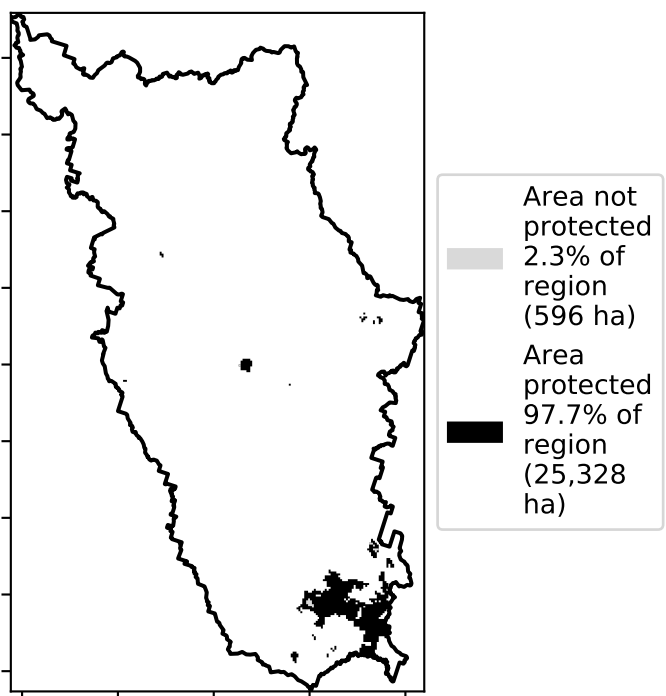 Area not
protected
2.3% of
region
(596 ha)
Area
protected
97.7% of
region
(25,328
ha)